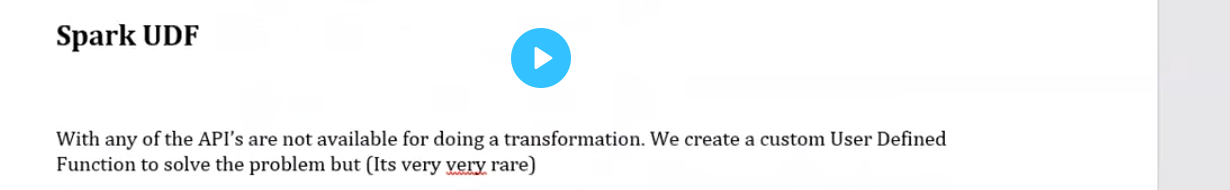 Spark UDF
With any of the API’s are not available for doing a transformation. We create a custom User Defined
Function to solve the problem but (Its very very rare)